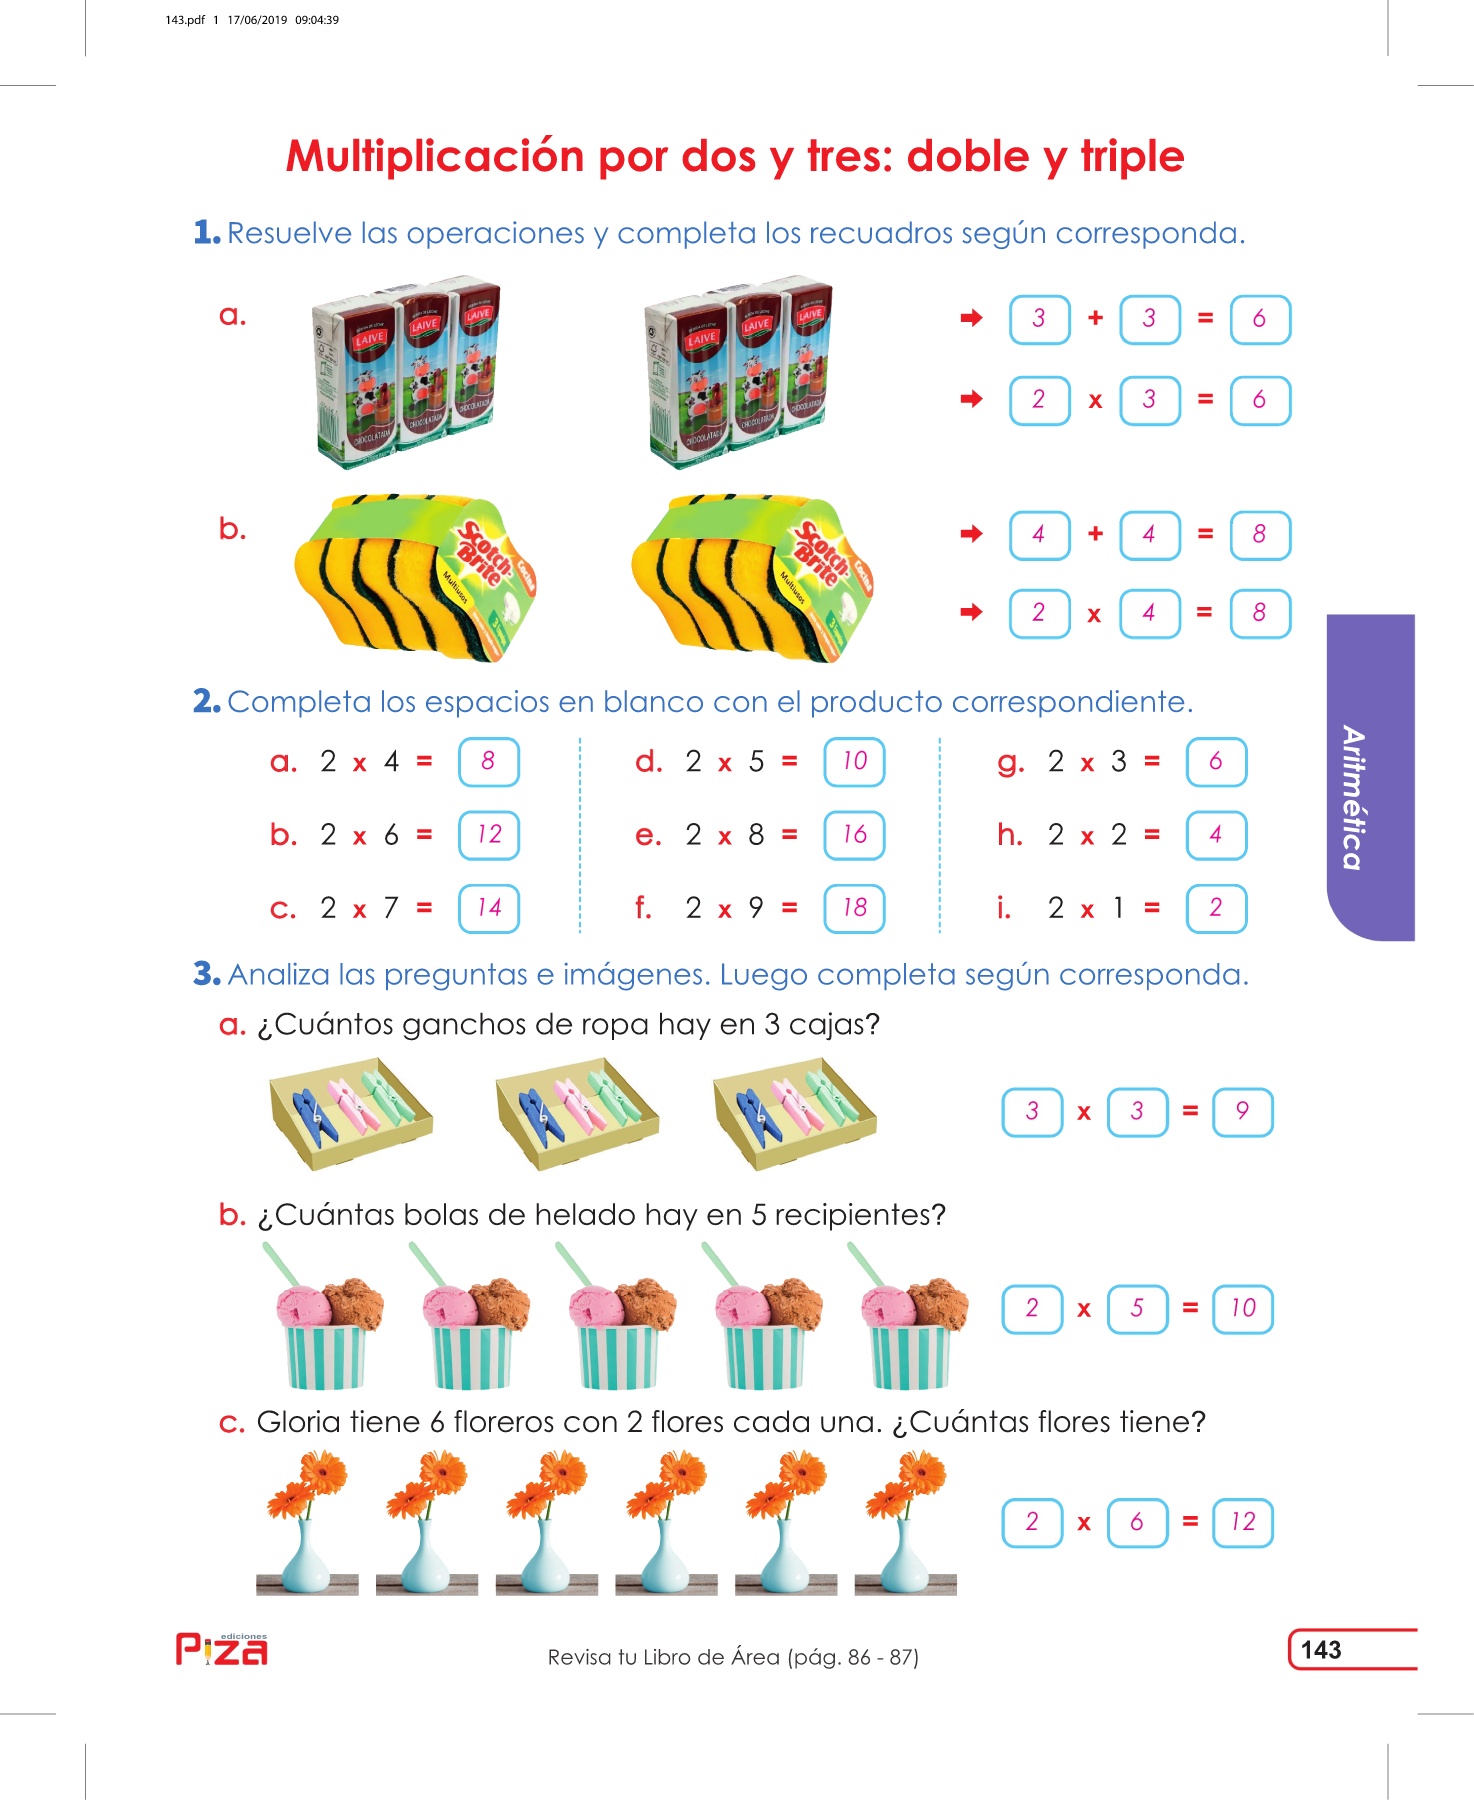 143.pdf 1 17/06/2019 09:04:39
Multiplicación por dos y tres: doble y triple
1. Resuelve las operaciones y completa los recuadros según corresponda.
a.
LAIVE LAIVE LAIVE
CHOCOLATADA CHOCOLATADA CHOCOLATADA
LAIVE LAIVE LAIVE
CHOCOLATADA CHOCOLATADA CHOCOLATADA
3 + 3 = 6
2 x 3 = 6
b.
Scotch-
Brite
Cocina
Multiusos
Scotch-
Brite
Cocina
Multiusos
4 + 4 = 8
2 x 4 = 8
2. Completa los espacios en blanco con el producto correspondiente.
a. 2 x 4 = 8
b. 2 x 6 = 12
c. 2 x 7 = 14
d. 2 x 5 = 10
e. 2 x 8 = 16
f. 2 x 9 = 18
g. 2 x 3 = 6
h. 2 x 2 = 4
i. 2 x 1 = 2
Aritmética
3. Analiza las preguntas e imágenes. Luego completa según corresponda.
a. ¿Cuántos ganchos de ropa hay en 3 cajas?
3 x 3 = 9
b. ¿Cuántas bolas de helado hay en 5 recipientes?
2 x 5 = 10
c. Gloria tiene 6 floreros con 2 flores cada una. ¿Cuántas flores tiene?
2 x 6 = 12
ediciones
Piza
Revisa tu Libro de Área (pág. 86 - 87)
143